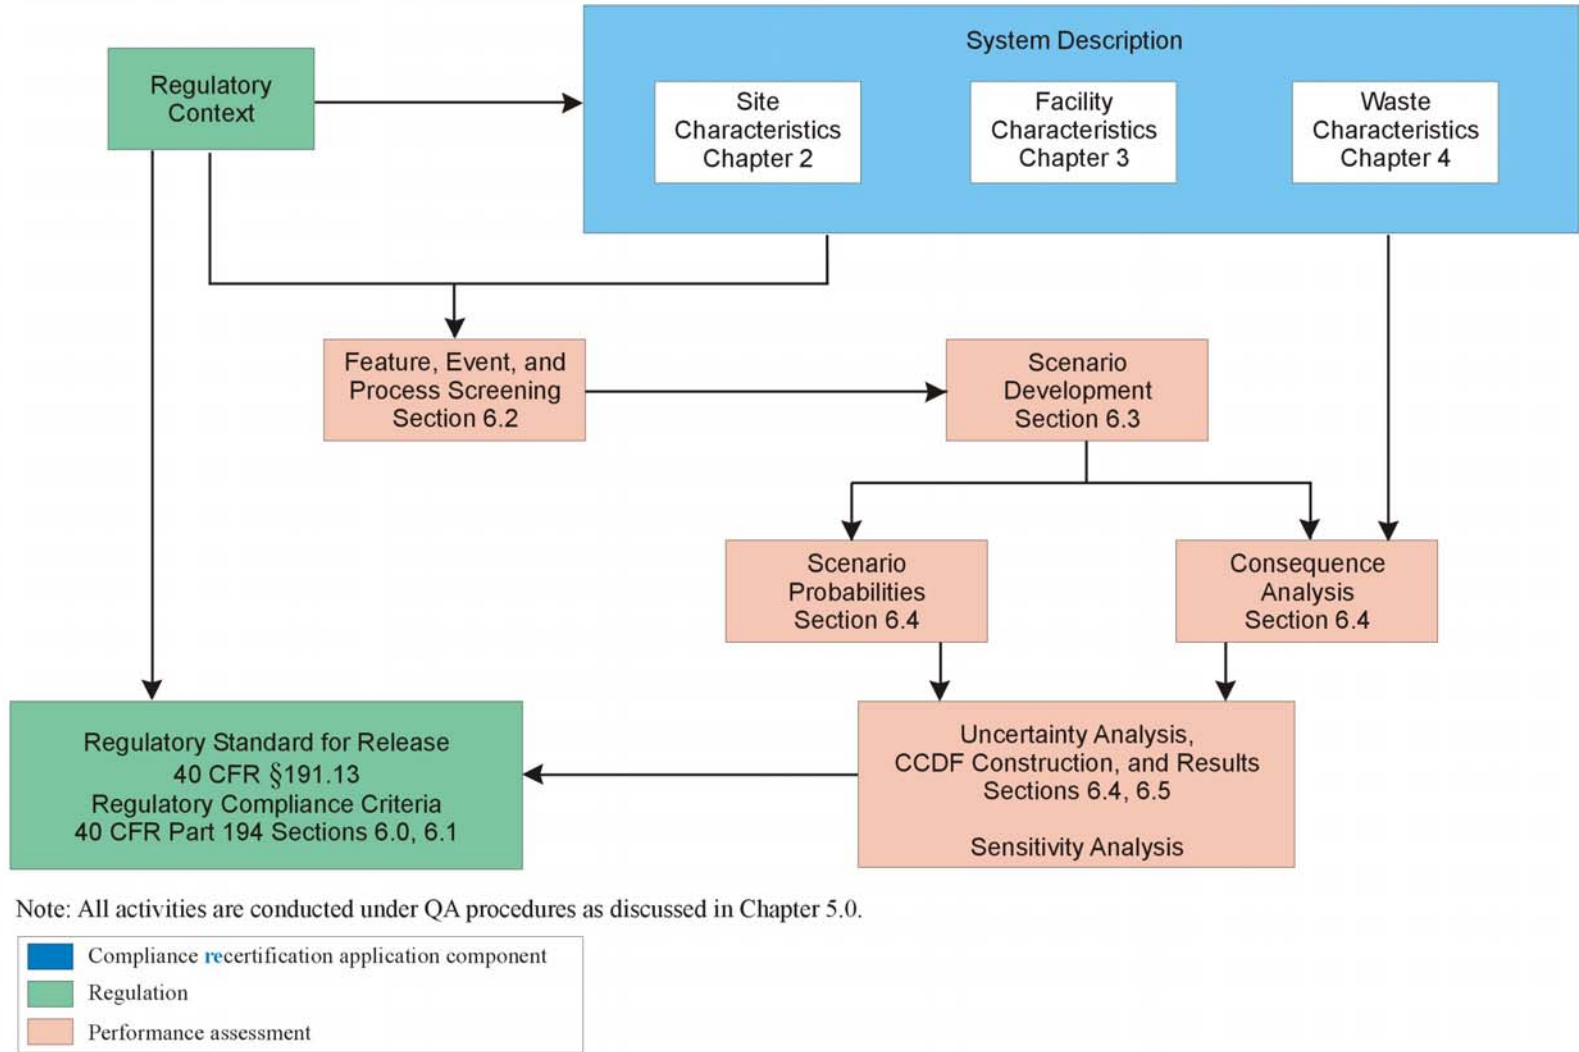 System Description
Regulatory
Context
Site
Characteristics
Chapter 2
Facility
Characteristics
Chapter 3
Waste
Characteristics
Chapter 4
Feature, Event, and
Process Screening
Section 6.2
Scenario
Development
Section 6.3
Scenario
Probabilities
Section 6.4
Consequence
Analysis
Section 6.4
Regulatory Standard for Release
40 CFR §191.13
Regulatory Compliance Criteria
40 CFR Part 194 Sections 6.0, 6.1
Uncertainty Analysis,
CCDF Construction, and Results
Sections 6.4, 6.5
Sensitivity Analysis
Note: All activities are conducted under QA procedures as discussed in Chapter 5.0.
Compliance recertification application component
Regulation
Performance assessment